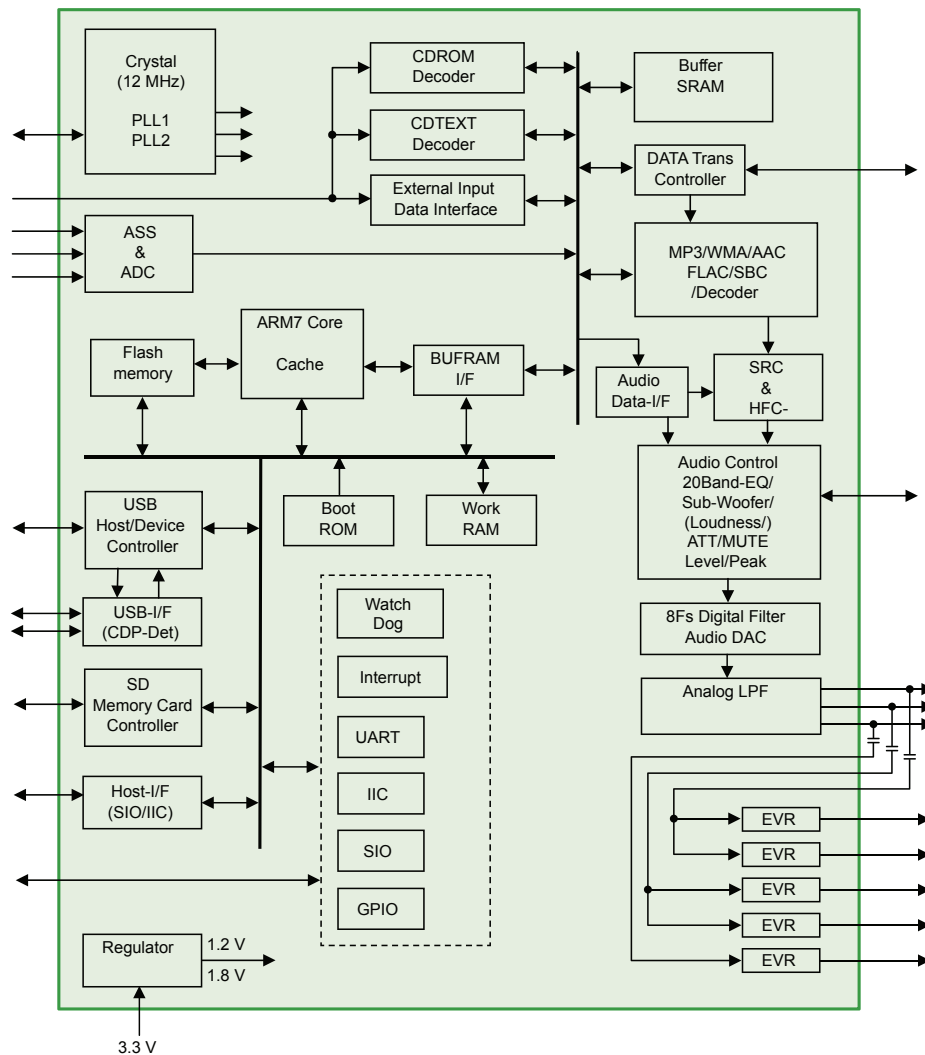 Crystal
(12 MHz)
PLL1
PLL2
CDROM
Decoder
CDTEXT
Decoder
External Input
Data Interface
Buffer
SRAM
DATA Trans
Controller
ASS
&
ADC
MP3/WMA/AAC
FLAC/SBC
/Decoder
ARM7 Core
Cache
Flash
memory
BUFRAM
I/F
Audio
Data-I/F
SRC
&
HFC-
Audio Control
20Band-EQ/
Sub-Woofer/
(Loudness/)
ATT/MUTE
Level/Peak
USB
Host/Device
Controller
Boot
ROM
Work
RAM
USB-I/F
(CDP-Det)
Watch
Dog
8Fs Digital Filter
Audio DAC
SD
Memory Card
Controller
Interrupt
Analog LPF
UART
Host-I/F
(SIO/IIC)
IIC
SIO
GPIO
EVR
EVR
EVR
EVR
EVR
Regulator
1.2 V
1.8 V
3.3 V